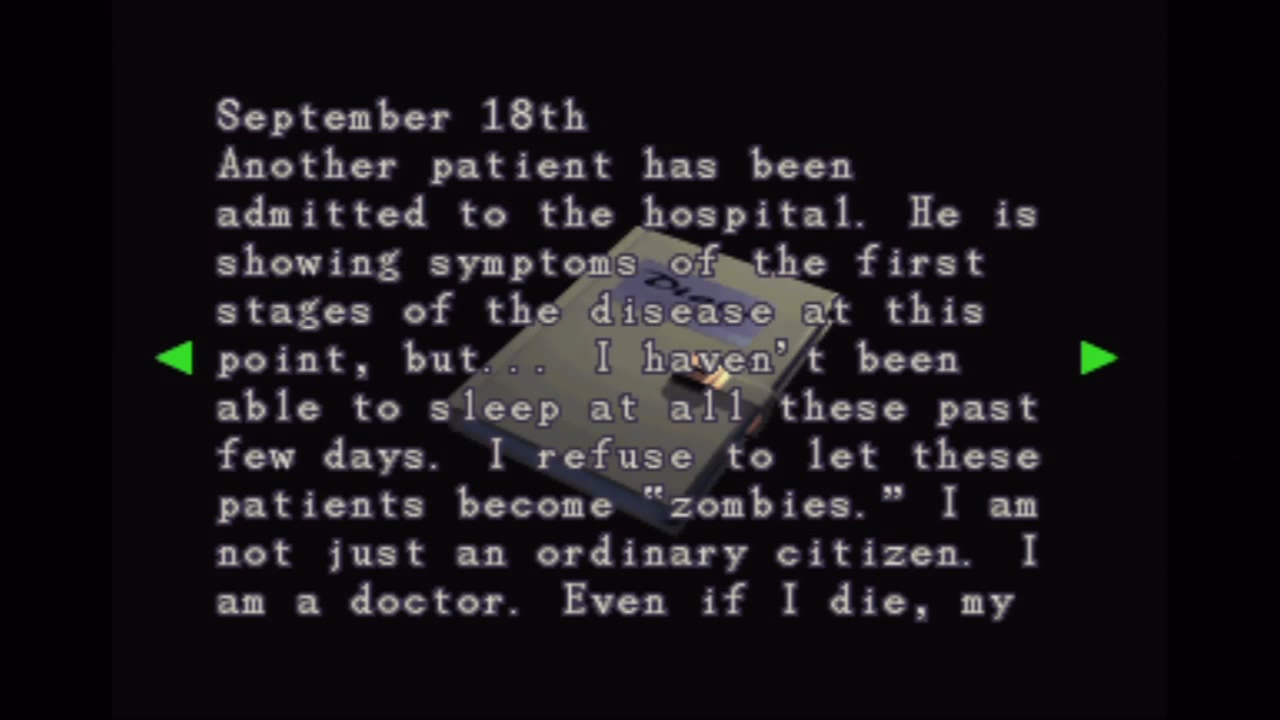 September 18th
Another patient has been
admitted to the hospital. He is
showing symptoms of the first
stages of the disease at this
point, but... I haven't been
able to sleep at all these past
few days. I refuse to let these
patients become “zombies.” I am
not just an ordinary citizen. I
am a doctor. Even if I die, my